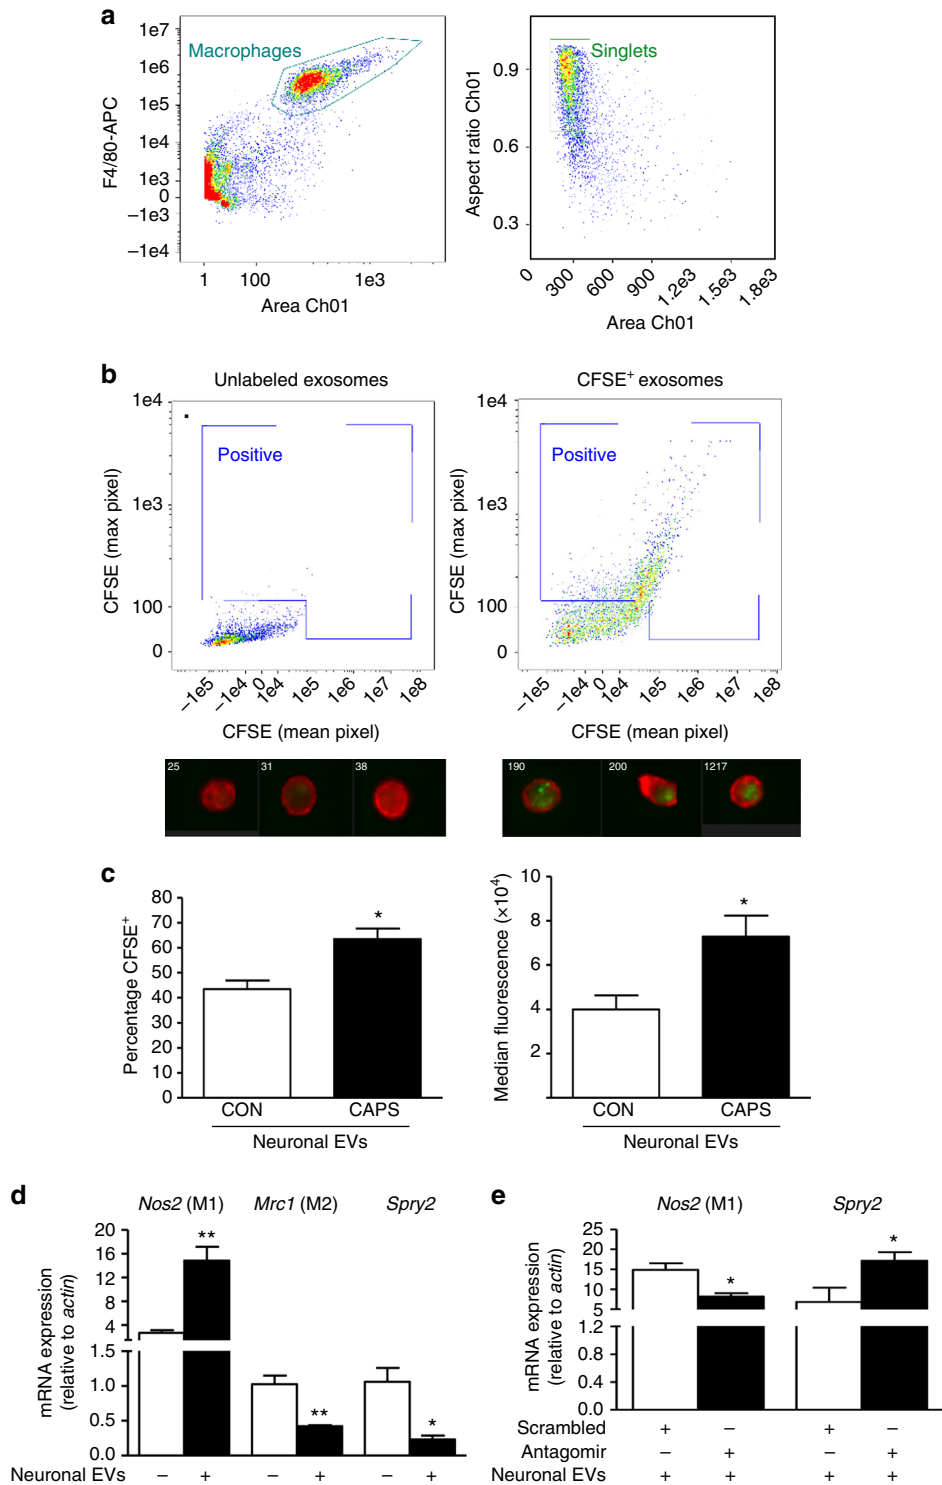 a
1e7
1e6
1e5
1e4
1e3
0
−1e3
−1e4
F4/80-APC
Macrophages
1 100 1e3
Area Ch01
0.9
0.6
0.3
Aspect ratio Ch01
Singlets
0 300 600 900 1.2e3 1.5e3 1.8e3
Area Ch01
b
Unlabeled exosomes
1e4
1e3
100
0
CFSE (max pixel)
Positive
−1e5 −1e4 0 1e4 1e5 1e6 1e7 1e8
CFSE (mean pixel)
25 31 38
CFSE+ exosomes
1e4
1e3
100
0
CFSE (max pixel)
Positive
−1e5 −1e4 0 1e4 1e5 1e6 1e7 1e8
CFSE (mean pixel)
190 200 1217
c
80
70
60
50
40
30
20
10
0
Percentage CFSE+
*
CON CAPS
Neuronal EVs
10
8
6
4
2
Median fluorescence (×10⁴)
*
CON CAPS
Neuronal EVs
d
Nos2 (M1) Mrc1 (M2) Spry2
20
16
12
8
4
1.5
1.0
0.5
0.0
mRNA expression
(relative to actin)
** ** *
Neuronal EVs − + − + − +
e
Nos2 (M1) Spry2
25
20
15
10
5
1.2
0.8
0.4
0.0
mRNA expression
(relative to actin)
* *
Scrambled + − + −
Antagomir − + − +
Neuronal EVs + + + +